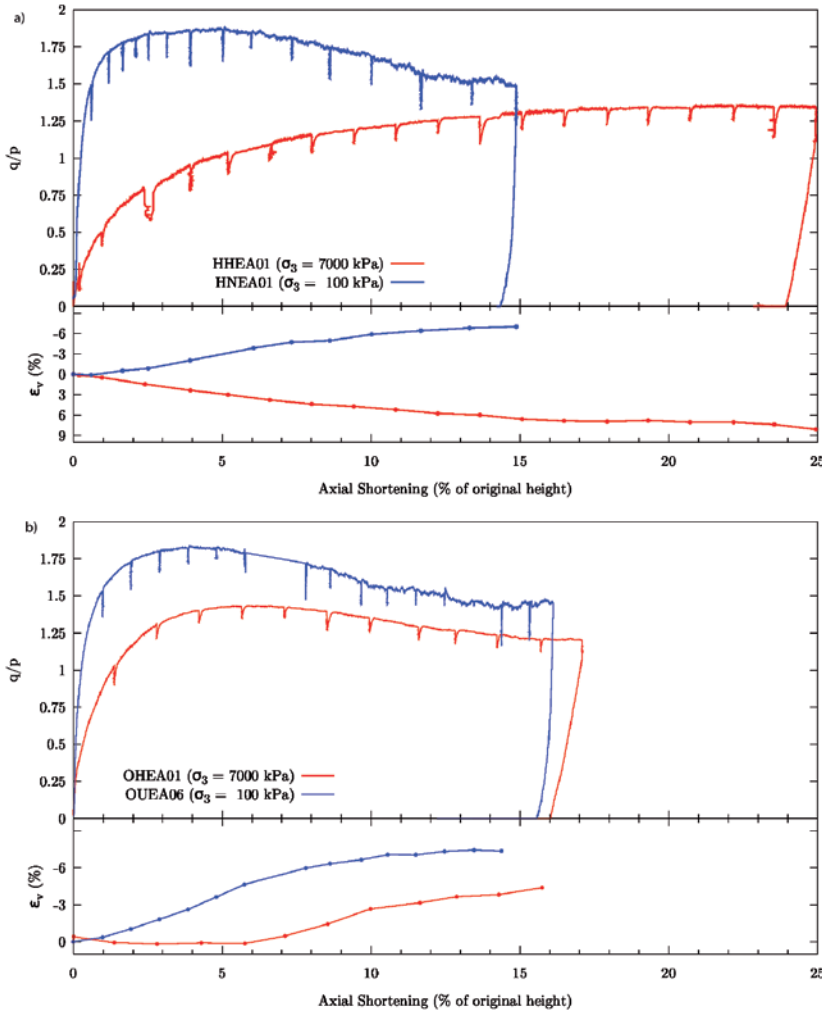 a)
2
1.75
1.5
1.25
1
0.75
0.5
0.25
0
q/p
HHEA01 (σ₃ = 7000 kPa)
HNEA01 (σ₃ = 100 kPa)
-6
-3
0
3
6
9
εᵥ (%)
0 5 10 15 20 25
Axial Shortening (% of original height)
b)
2
1.75
1.5
1.25
1
0.75
0.5
0.25
0
q/p
OHEA01 (σ₃ = 7000 kPa)
OUEA06 (σ₃ = 100 kPa)
-6
-3
0
εᵥ (%)
0 5 10 15 20 25
Axial Shortening (% of original height)